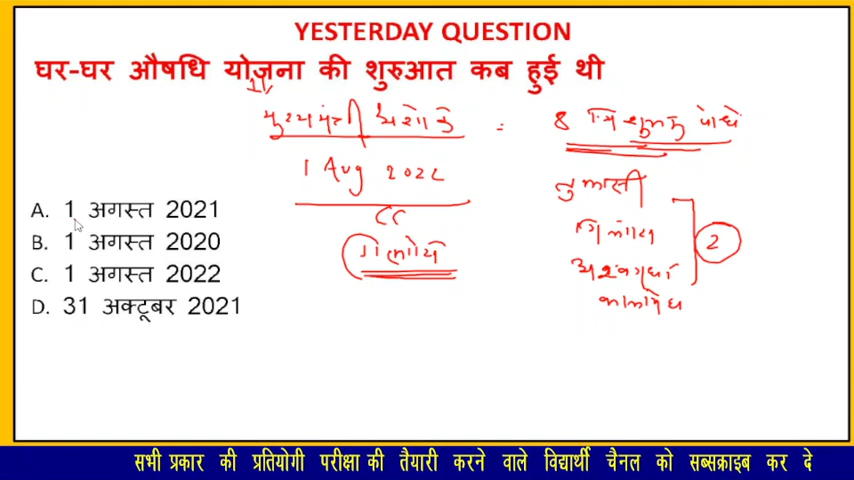 YESTERDAY QUESTION
घर-घर औषधि योजना की शुरुआत कब हुई थी
मुख्यमंत्री अशोक = 8 निशुल्क पौधे
1 Aug 202
तुलसी
गिलोय
2
गिलोय
अश्वगंधा
कालमेघ
A. 1 अगस्त 2021
B. 1 अगस्त 2020
C. 1 अगस्त 2022
D. 31 अक्टूबर 2021
सभी प्रकार की प्रतियोगी परीक्षा की तैयारी करने वाले विद्यार्थी चैनल को सब्सक्राइब कर दे